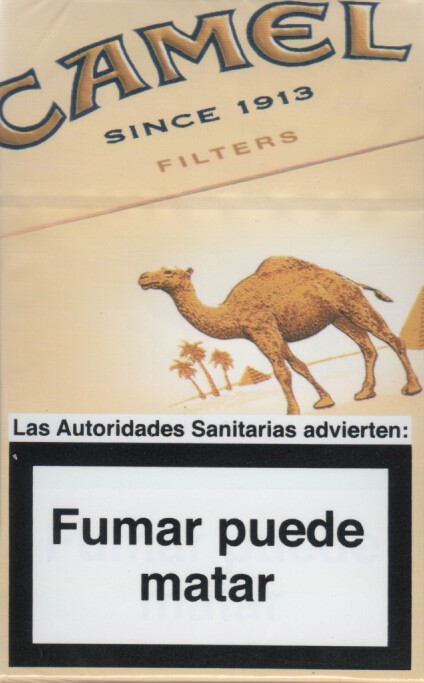 CAMEL
SINCE 1913
FILTERS
Las Autoridades Sanitarias advierten:
Fumar puede
matar